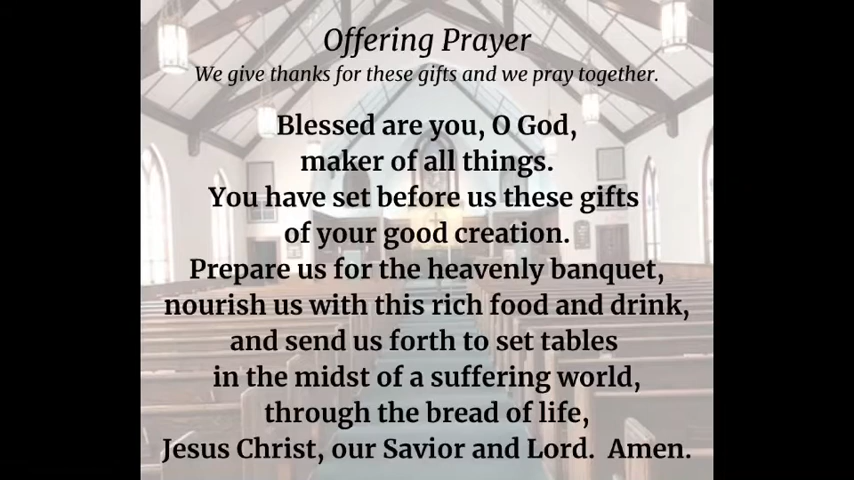 Offering Prayer
We give thanks for these gifts and we pray together.
Blessed are you, O God,
maker of all things.
You have set before us these gifts
of your good creation.
Prepare us for the heavenly banquet,
nourish us with this rich food and drink,
and send us forth to set tables
in the midst of a suffering world,
through the bread of life,
Jesus Christ, our Savior and Lord.  Amen.